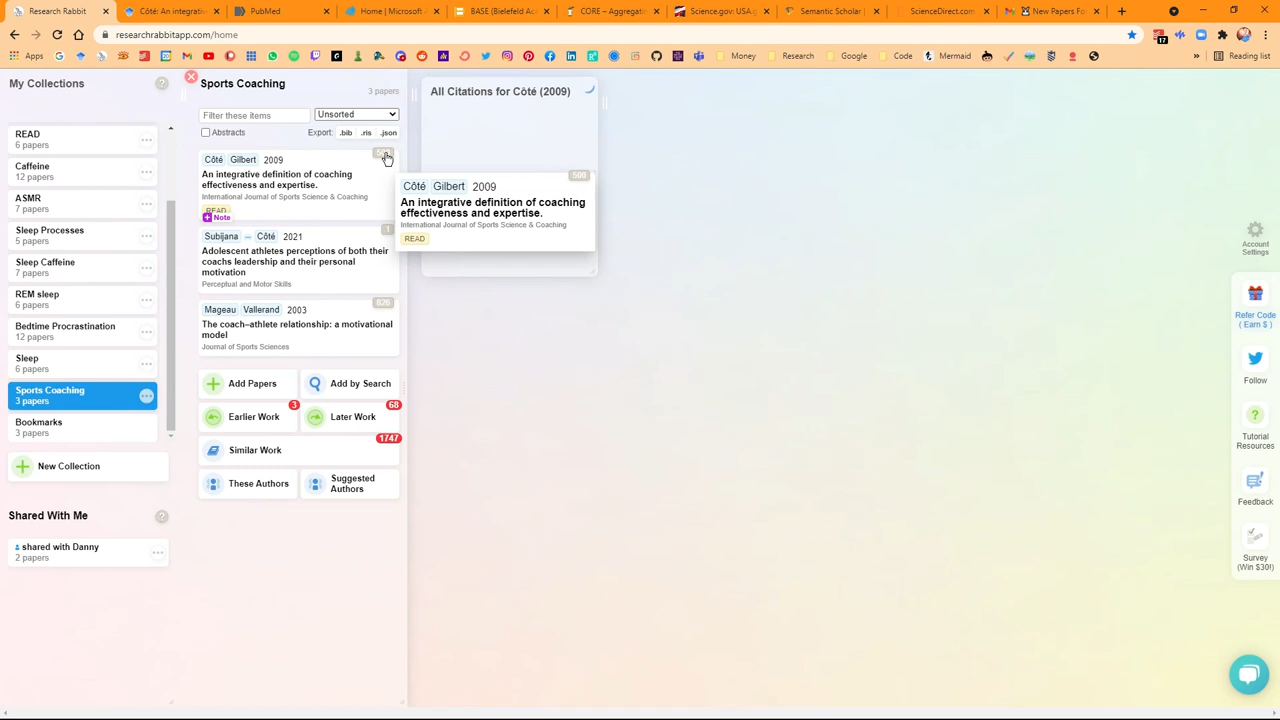 Research Rabbit
Côté: An integrativ
PubMed
Home | Microsoft A
BASE (Bielefeld Aca
CORE – Aggregati
Science.gov: USA.g
Semantic Scholar |
ScienceDirect.com
New Papers For
researchrabbitapp.com/home
17
Apps
Money
Research
Google
Code
Mermaid
Reading list
My Collections
?
READ
6 papers
Caffeine
12 papers
ASMR
7 papers
Sleep Processes
5 papers
Sleep Caffeine
7 papers
REM sleep
6 papers
Bedtime Procrastination
12 papers
Sleep
6 papers
Sports Coaching
3 papers
Bookmarks
3 papers
New Collection
Shared With Me
?
shared with Danny
2 papers
Sports Coaching
3 papers
Filter these items
Unsorted
Abstracts
Export: .bib .ris .json
Côté Gilbert 2009
An integrative definition of coaching
effectiveness and expertise.
International Journal of Sports Science & Coaching
READ
Note
1
Subijana — Côté 2021
Adolescent athletes perceptions of both their
coachs leadership and their personal
motivation
Perceptual and Motor Skills
826
Mageau Vallerand 2003
The coach–athlete relationship: a motivational
model
Journal of Sports Sciences
Add Papers
Add by Search
Earlier Work
3
Later Work
68
Similar Work
1747
These Authors
Suggested
Authors
All Citations for Côté (2009)
500
Côté Gilbert 2009
An integrative definition of coaching
effectiveness and expertise.
International Journal of Sports Science & Coaching
READ
Account
Settings
Refer Code
( Earn $ )
Follow
?
Tutorial
Resources
Feedback
Survey
(Win $30!)